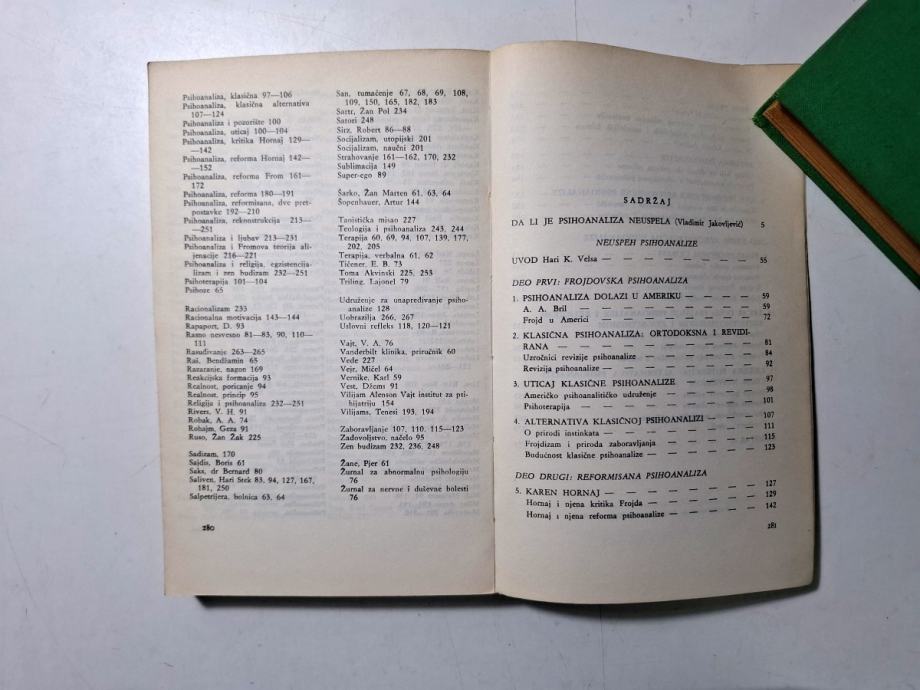 Psihoanaliza, klasična 97—106
Psihoanaliza, klasična alternativa
107—124
Psihoanaliza i pozorište 100
Psihoanaliza, uticaj 100—104
Psihoanaliza, kritika Hornaj 129—
—142
Psihoanaliza, reforma Hornaj 142—
—152
Psihoanaliza, reforma From 161—
172
Psihoanaliza, reforma 180—191
Psihoanaliza, reformisana, dve pret-
postavke 192—210
Psihoanaliza, rekonstrukcija 213—
—251
Psihoanaliza i ljubav 213—231
Psihoanaliza i Fromova teorija ali-
jenacije 216—221
Psihoanaliza i religija, egzistencija-
lizam i zen budizam 232—251
Psihoterapija 101—104
Psihoze 65
Racionalizam 233
Racionalna motivacija 143—144
Rapaport, D. 93
Rasno nesvesno 81—83, 90, 110—
111
Rasuđivanje 263—265
Raš, Bendžamin 65
Razaranje, nagon 169
Reakcijska formacija 93
Realnost, poricanje 94
Realnost, princip 95
Religija i psihoanaliza 232—251
Rivers, V. H. 91
Robak, A. A. 74
Rohajm, Geza 91
Ruso, Žan Žak 225
Sadizam, 170
Sajdis, Boris 61
Saks, dr Bernard 80
Saliven, Hari Stek 83, 94, 127, 167,
181, 250
Salpetrijera, bolnica 63, 64
San, tumačenje 67, 68, 69, 108,
109, 150, 165, 182, 183
Sartr, Žan Pol 234
Satori 248
Sirz, Robert 86—88
Socijalizam, utopijski 201
Socijalizam, naučni 201
Strahovanje 161—162, 170, 232
Sublimacija 149
Super-ego 89
Šarko, Žan Marten 61, 63, 64
Šopenhauer, Artur 144
Taoistička misao 227
Teologija i psihoanaliza 243, 244
Terapija 60, 69, 94, 107, 139, 177,
202, 205
Terapija, verbalna 61, 62
Tičener, E. B. 73
Toma Akvinski 225, 253
Triling, Lajonel 79
Udruženje za unapređivanje psiho-
analize 128
Uobrazilja 266, 267
Uslovni refleks 118, 120—121
Vajt, V. A. 76
Vanderbilt klinika, priručnik 60
Vede 227
Vejr, Mičel 64
Vernike, Karl 59
Vest, Džems 91
Vilijam Alenson Vajt institut za psi-
hijatriju 154
Vilijams, Tenesi 193, 194
Zaboravljanje 107, 110, 115—123
Zadovoljstvo, načelo 95
Zen budizam 232, 236, 248
Žane, Pjer 61
Žurnal za abnormalnu psihologiju
76
Žurnal za nervne i duševne bolesti
76
280
SADRŽAJ
DA LI JE PSIHOANALIZA NEUSPELA (Vladimir Jakovljević) 5
NEUSPEH PSIHOANALIZE
UVOD Hari K. Velsa — — — — — — — — 55
DEO PRVI: FROJDOVSKA PSIHOANALIZA
1. PSIHOANALIZA DOLAZI U AMERIKU — — — — 59
A. A. Bril — — — — — — — — — 59
Frojd u Americi — — — — — — — — 72
2. KLASIČNA PSIHOANALIZA: ORTODOKSNA I REVIDI-
RANA — — — — — — — — — — 81
Uzročnici revizije psihoanalize — — — — — — 84
Revizija psihoanalize — — — — — — — 92
3. UTICAJ KLASIČNE PSIHOANALIZE — — — — 97
Američko psihoanalitičko udruženje — — — — — 98
Psihoterapija — — — — — — — — — 101
4. ALTERNATIVA KLASIČNOJ PSIHOANALIZI — — — 107
O prirodi instinkata — — — — — — — 111
Frojdizam i priroda zaboravljanja — — — — — 115
Budućnost klasične psihoanalize — — — — — 123
DEO DRUGI: REFORMISANA PSIHOANALIZA
5. KAREN HORNAJ — — — — — — — — 127
Hornaj i njena kritika Frojda — — — — — — 129
Hornaj i njena reforma psihoanalize — — — — — 142
281